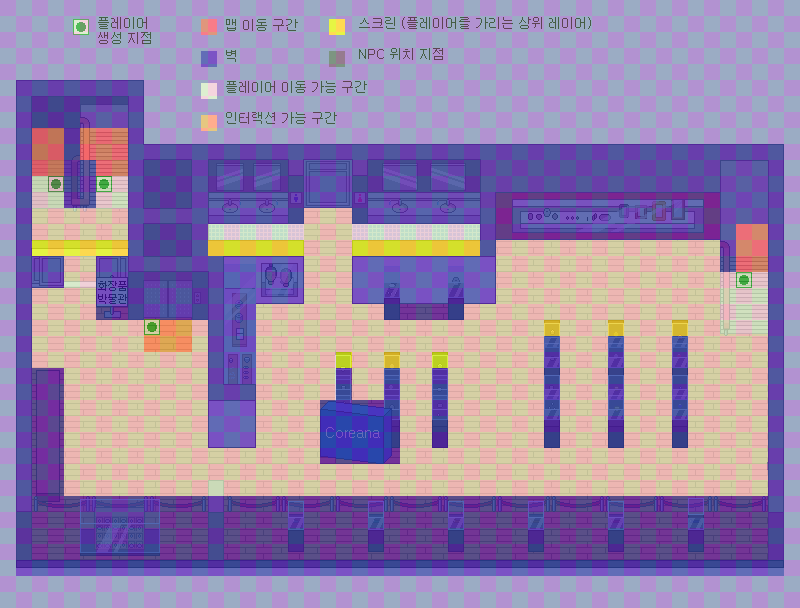 플레이어
생성 지점
맵 이동 구간
스크린 (플레이어를 가리는 상위 레이어)
벽
NPC 위치 지점
플레이어 이동 가능 구간
인터랙션 가능 구간
화장품
박물관
Coreana